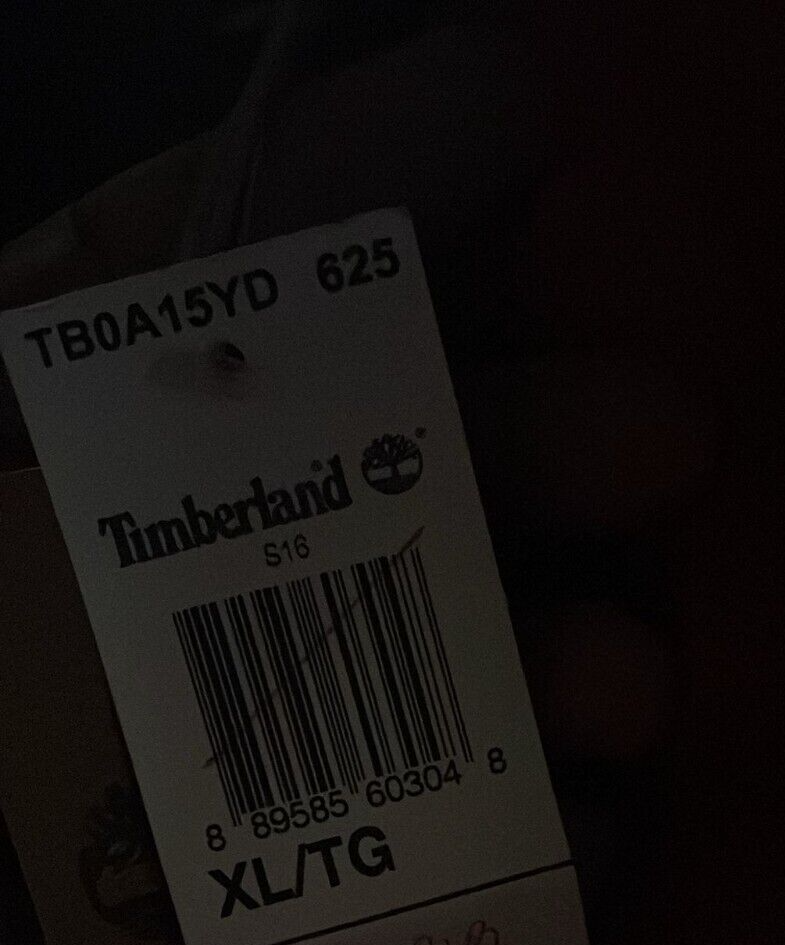 TB0A15YD 625
Timberland®
S16
8 89585 60304 8
XL/TG